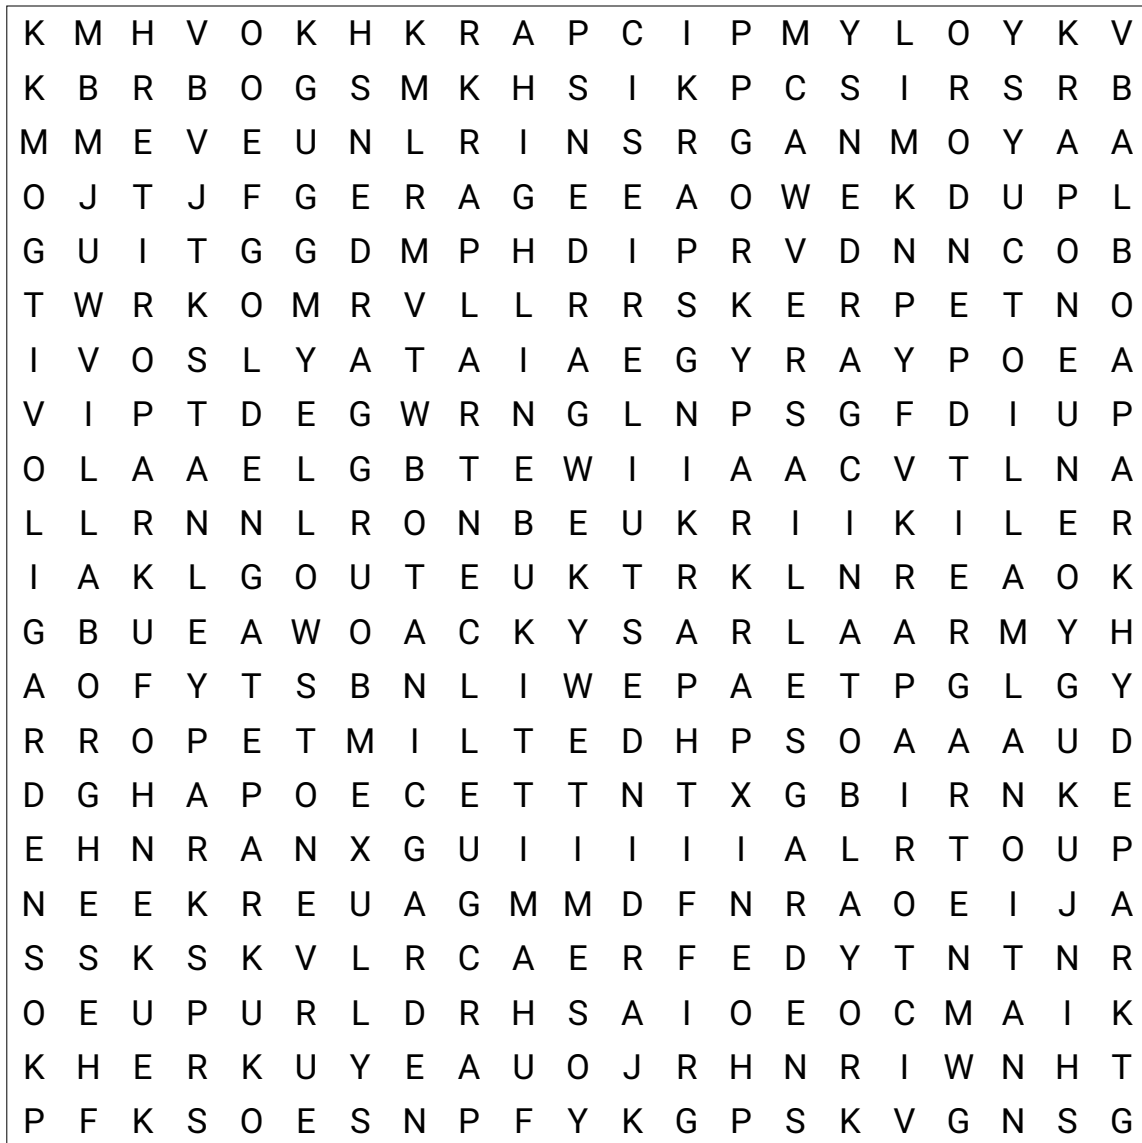 K M H V O K H K R A P C I P M Y L O Y K V
K B R B O G S M K H S I K P C S I R S R B
M M E V E U N L R I N S R G A N M O Y A A
O J T J F G E R A G E E A O W E K D U P L
G U I T G G D M P H D I P R V D N N C O B
T W R K O M R V L L R R S K E R P E T N O
I V O S L Y A T A I A E G Y R A Y P O E A
V I P T D E G W R N G L N P S G F D I U P
O L A A E L G B T E W I I A A C V T L N A
L L R N N L R O N B E U K R I I K I L E R
I A K L G O U T E U K T R K L N R E A O K
G B U E A W O A C K Y S A R L A A R M Y H
A O F Y T S B N L I W E P A E T P G L G Y
R R O P E T M I L T E D H P S O A A A U D
D G H A P O E C E T T N T X G B I R N K E
E H N R A N X G U I I I I I A L R T O U P
N E E K R E U A G M M D F N R A O E I J A
S S K S K V L R C A E R F E D Y T N T N R
O E U P U R L D R H S A I O E O C M A I K
K H E R K U Y E A U O J R H N R I W N H T
P F K S O E S N P F Y K G P S K V G N S G